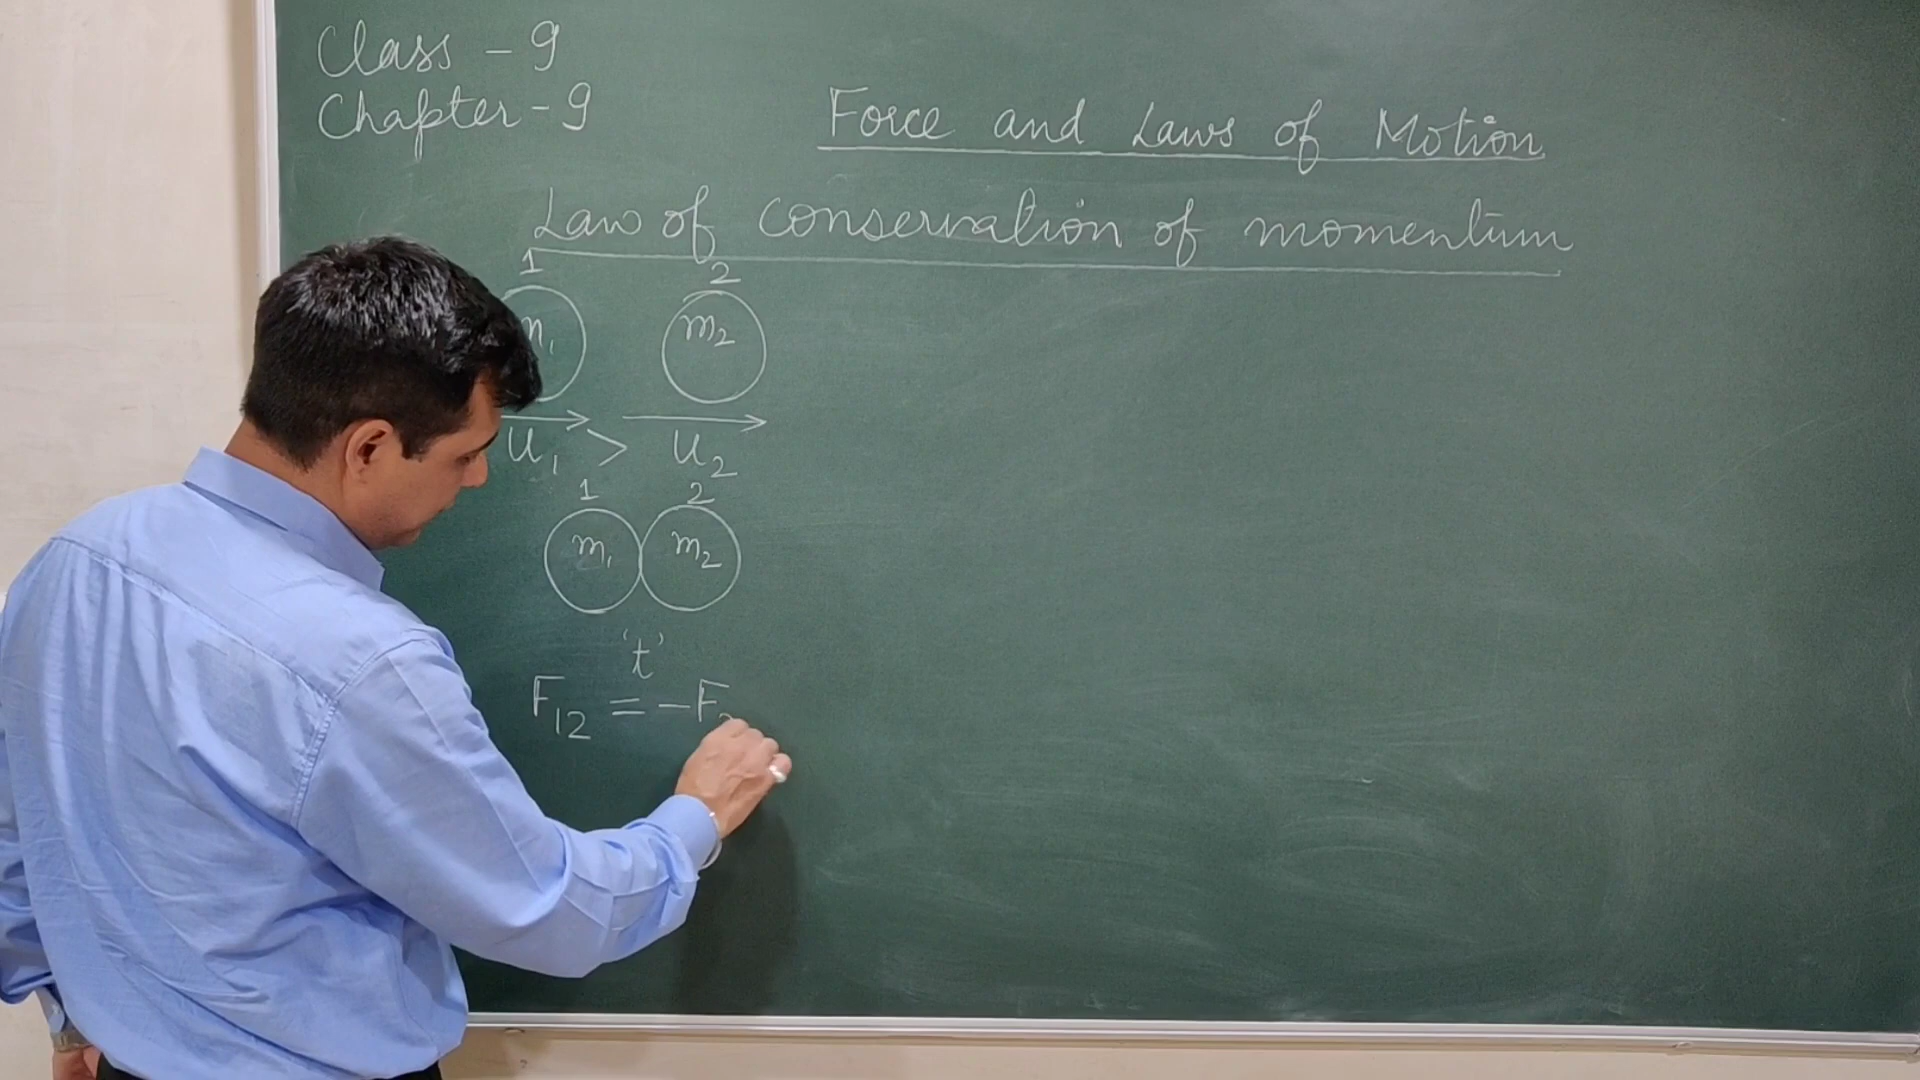 Class - 9
Chapter - 9
Force and Laws of Motion
Law of conservation of momentum
1 2
m₂
U₁ > U₂
1 2
m₁ m₂
't'
F₁₂ = -F